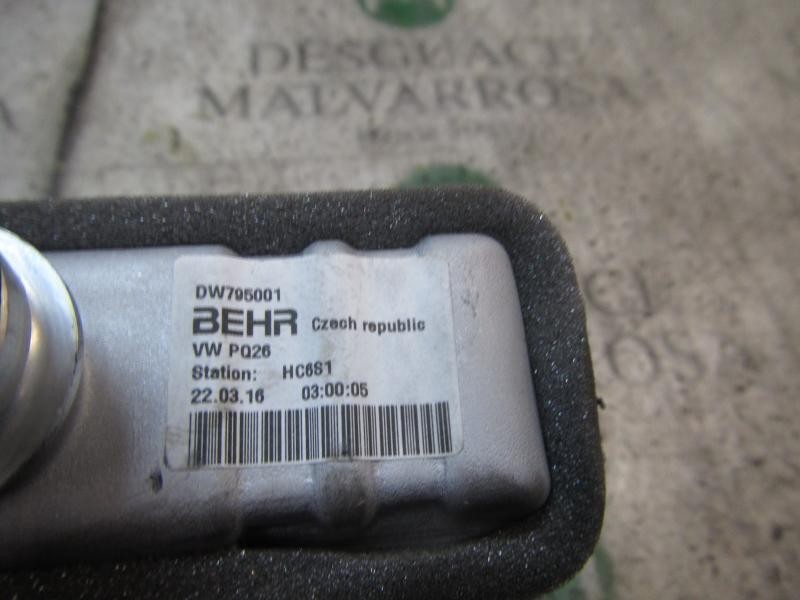 DESGUACE
MALVARROSA
DW795001
BEHR Czech republic
VW PQ26
Station: HC6S1
22.03.16 03:00:05